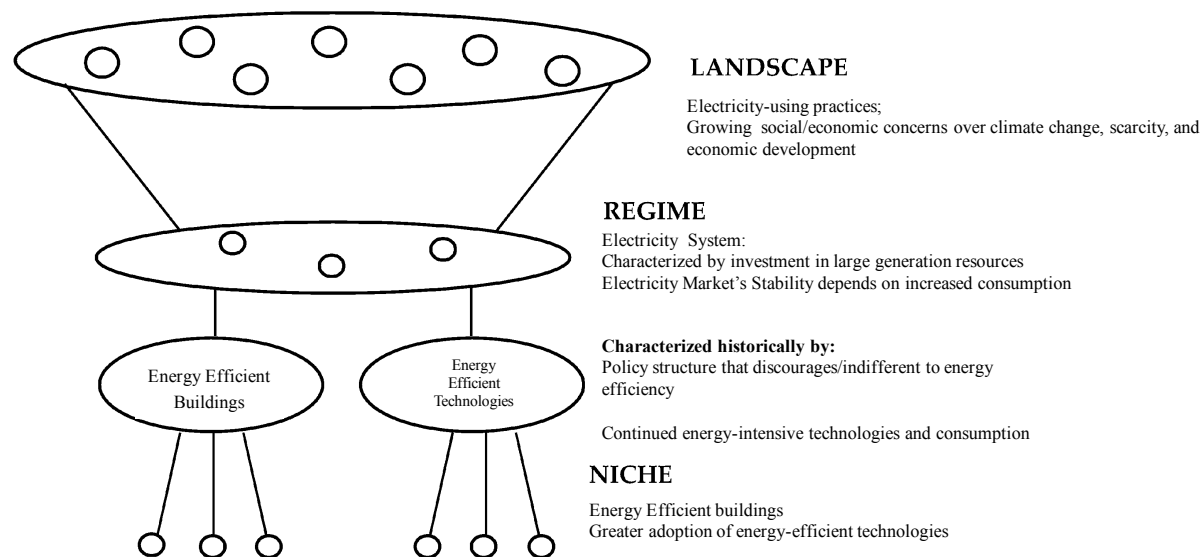 LANDSCAPE
Electricity-using practices;
Growing social/economic concerns over climate change, scarcity, and
economic development
REGIME
Electricity System:
Characterized by investment in large generation resources
Electricity Market's Stability depends on increased consumption
Energy Efficient
Buildings
Energy
Efficient
Technologies
Characterized historically by:
Policy structure that discourages/indifferent to energy
efficiency
Continued energy-intensive technologies and consumption
NICHE
Energy Efficient buildings
Greater adoption of energy-efficient technologies